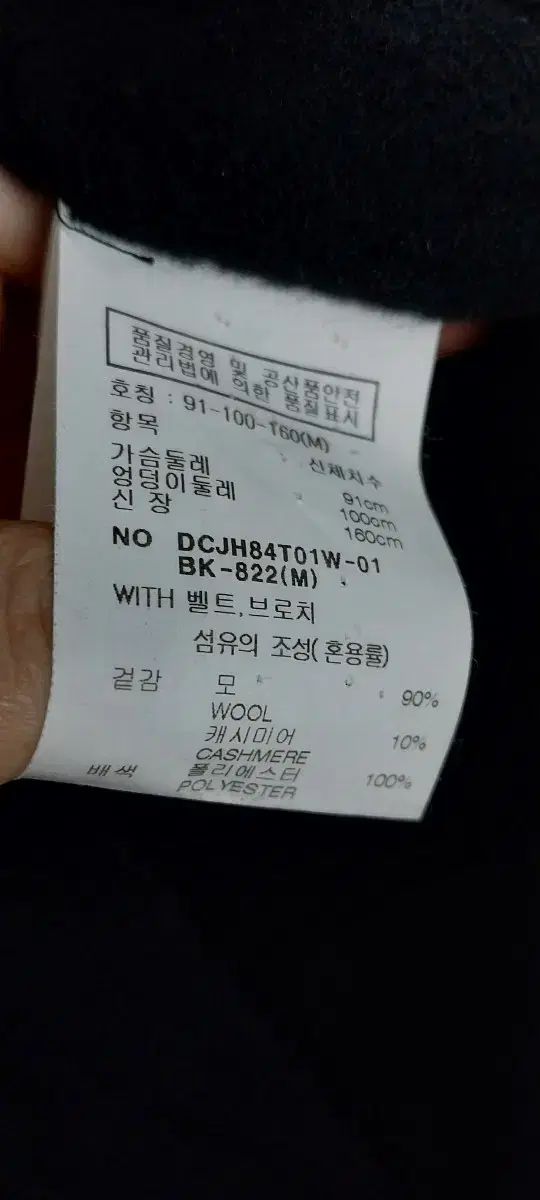 품질경영 및 공산품안전
관리법에 의한 품질표시
호칭 : 91-100-160(M)
항목 신체치수
가슴둘레 91cm
엉덩이둘레 100cm
신 장 160cm
NO DCJH84T01W-01
BK-822(M)
WITH 벨트,브로치
섬유의 조성(혼용률)
겉감 모 90%
WOOL
캐시미어 10%
CASHMERE
배색 폴리에스터 100%
POLYESTER